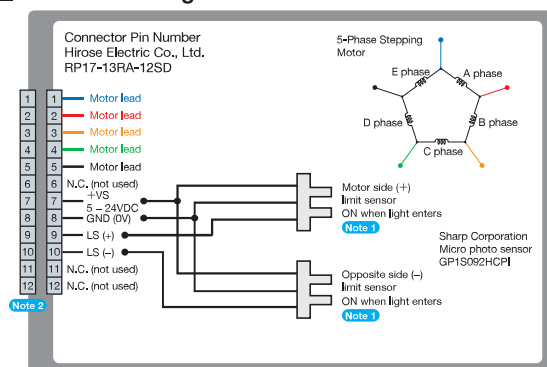 Connector Pin Number
Hirose Electric Co., Ltd.
RP17-13RA-12SD
5-Phase Stepping
Motor
E phase
A phase
D phase
B phase
C phase
1 1 Motor lead
2 2 Motor lead
3 3 Motor lead
4 4 Motor lead
5 5 Motor lead
6 6 N.C. (not used)
7 7 +VS
5 – 24VDC
8 8 GND (0V)
9 9 LS (+)
10 10 LS (–)
11 11 N.C. (not used)
12 12 N.C. (not used)
Note 2
Motor side (+)
limit sensor
ON when light enters
Note 1
Sharp Corporation
Micro photo sensor
GP1S092HCPI
Opposite side (–)
limit sensor
ON when light enters
Note 1